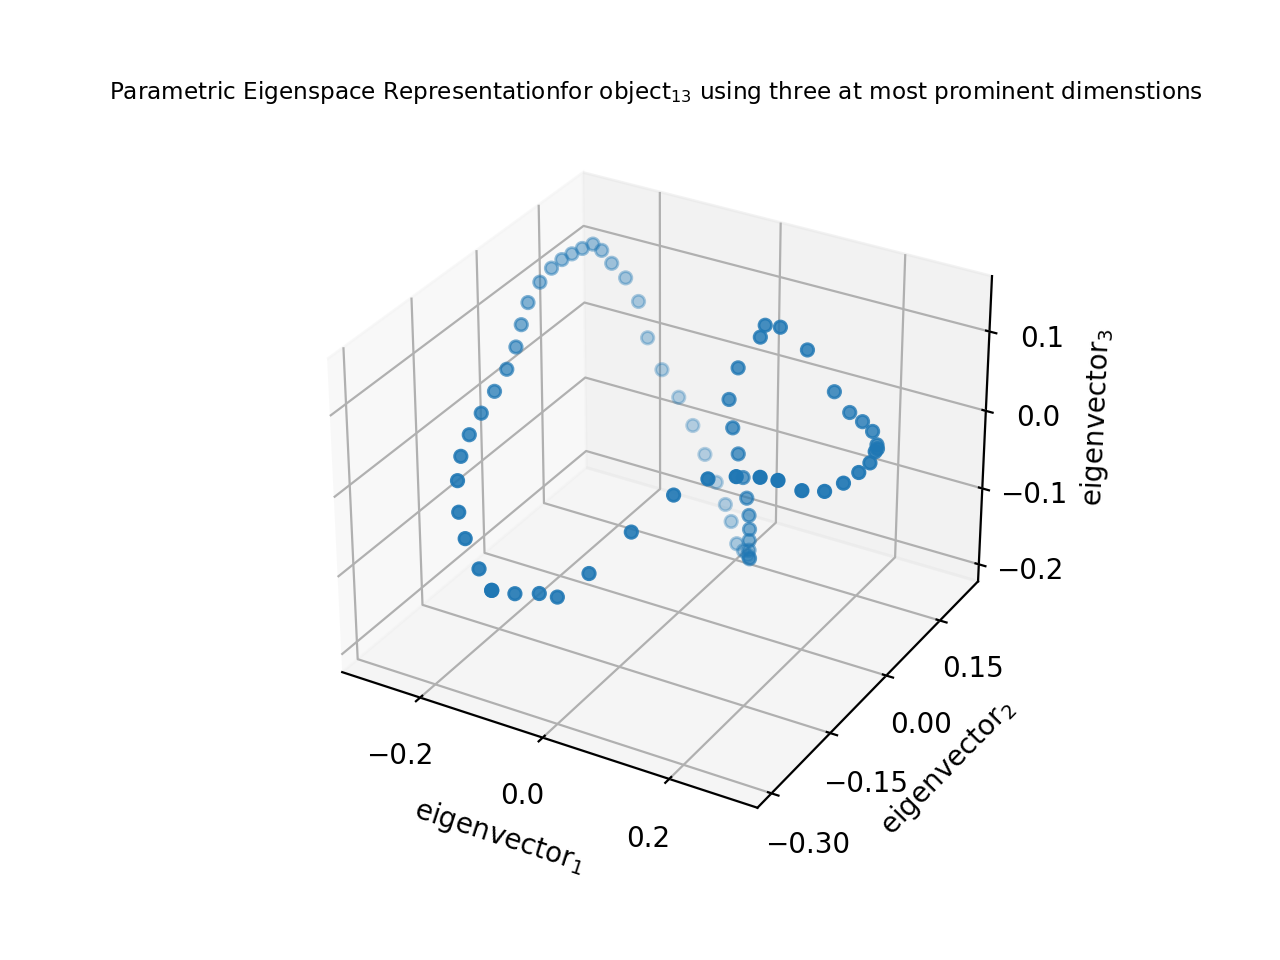 Parametric Eigenspace Representationfor object₁₃ using three at most prominent dimenstions
0.1
0.0
−0.1
−0.2
eigenvector₃
0.15
0.00
−0.15
−0.30
eigenvector₂
−0.2
0.0
0.2
eigenvector₁